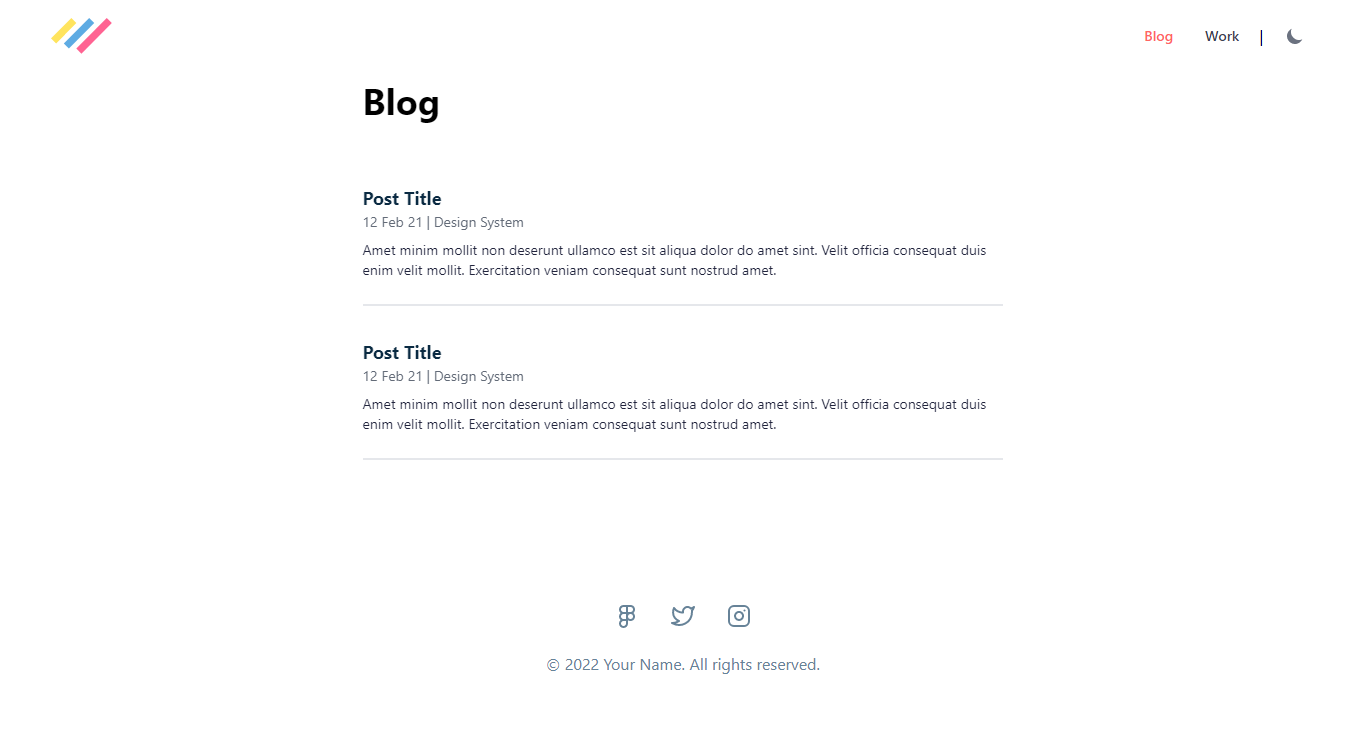 Blog Work |
Blog
Post Title
12 Feb 21 | Design System
Amet minim mollit non deserunt ullamco est sit aliqua dolor do amet sint. Velit officia consequat duis
enim velit mollit. Exercitation veniam consequat sunt nostrud amet.
Post Title
12 Feb 21 | Design System
Amet minim mollit non deserunt ullamco est sit aliqua dolor do amet sint. Velit officia consequat duis
enim velit mollit. Exercitation veniam consequat sunt nostrud amet.
© 2022 Your Name. All rights reserved.